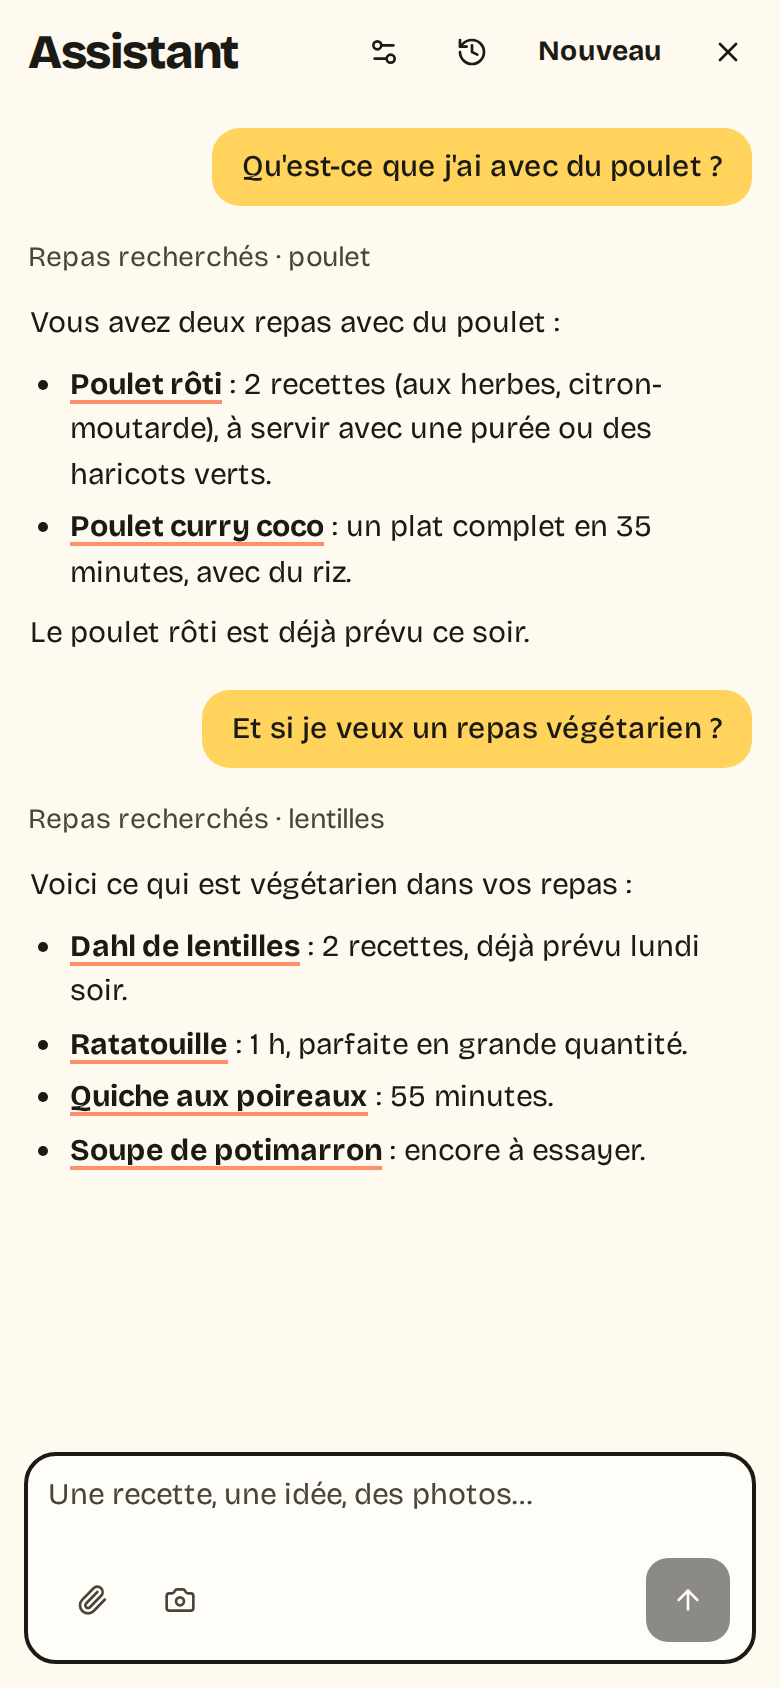 Assistant
Nouveau
Qu'est-ce que j'ai avec du poulet ?
Repas recherchés · poulet
Vous avez deux repas avec du poulet :
• Poulet rôti : 2 recettes (aux herbes, citron-
moutarde), à servir avec une purée ou des
haricots verts.
• Poulet curry coco : un plat complet en 35
minutes, avec du riz.
Le poulet rôti est déjà prévu ce soir.
Et si je veux un repas végétarien ?
Repas recherchés · lentilles
Voici ce qui est végétarien dans vos repas :
• Dahl de lentilles : 2 recettes, déjà prévu lundi
soir.
• Ratatouille : 1 h, parfaite en grande quantité.
• Quiche aux poireaux : 55 minutes.
• Soupe de potimarron : encore à essayer.
Une recette, une idée, des photos...